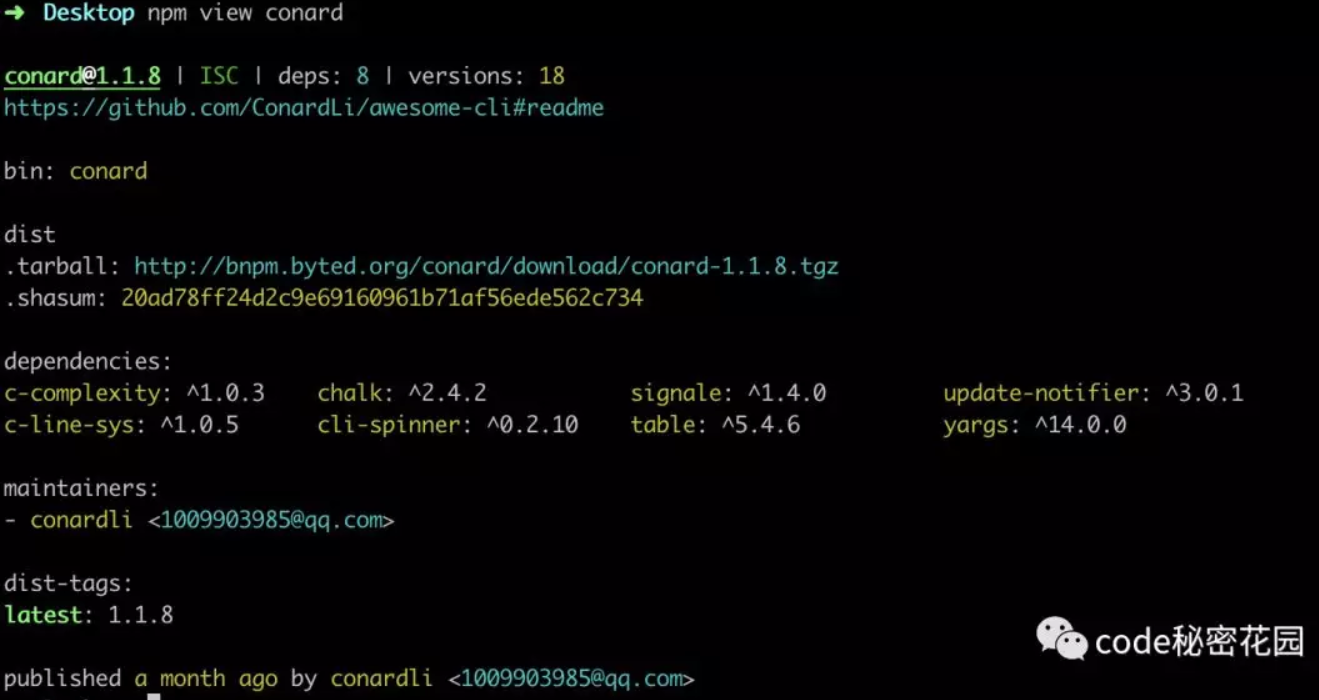 ➜ Desktop npm view conard
conard@1.1.8 | ISC | deps: 8 | versions: 18
https://github.com/ConardLi/awesome-cli#readme
bin: conard
dist
.tarball: http://bnpm.byted.org/conard/download/conard-1.1.8.tgz
.shasum: 20ad78ff24d2c9e69160961b71af56ede562c734
dependencies:
c-complexity: ^1.0.3 chalk: ^2.4.2 signale: ^1.4.0 update-notifier: ^3.0.1
c-line-sys: ^1.0.5 cli-spinner: ^0.2.10 table: ^5.4.6 yargs: ^14.0.0
maintainers:
- conardli <1009903985@qq.com>
dist-tags:
latest: 1.1.8
code秘密花园
published a month ago by conardli <1009903985@qq.com>